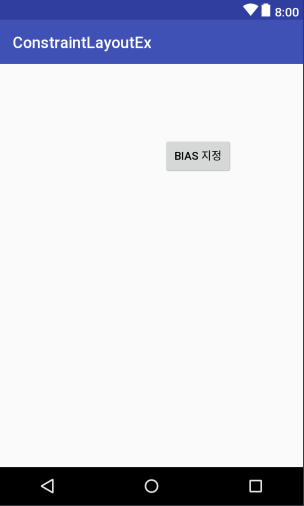 8:00
ConstraintLayoutEx
BIAS 지정